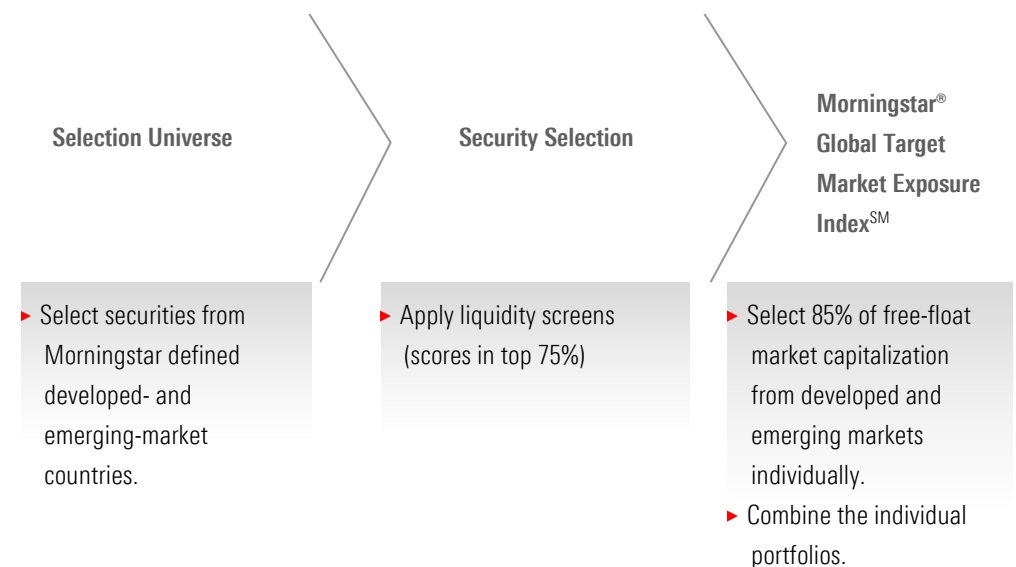 Selection Universe
Security Selection
Morningstar®
Global Target
Market Exposure
Index℠
► Select securities from
Morningstar defined
developed- and
emerging-market
countries.
► Apply liquidity screens
(scores in top 75%)
► Select 85% of free-float
market capitalization
from developed and
emerging markets
individually.
► Combine the individual
portfolios.